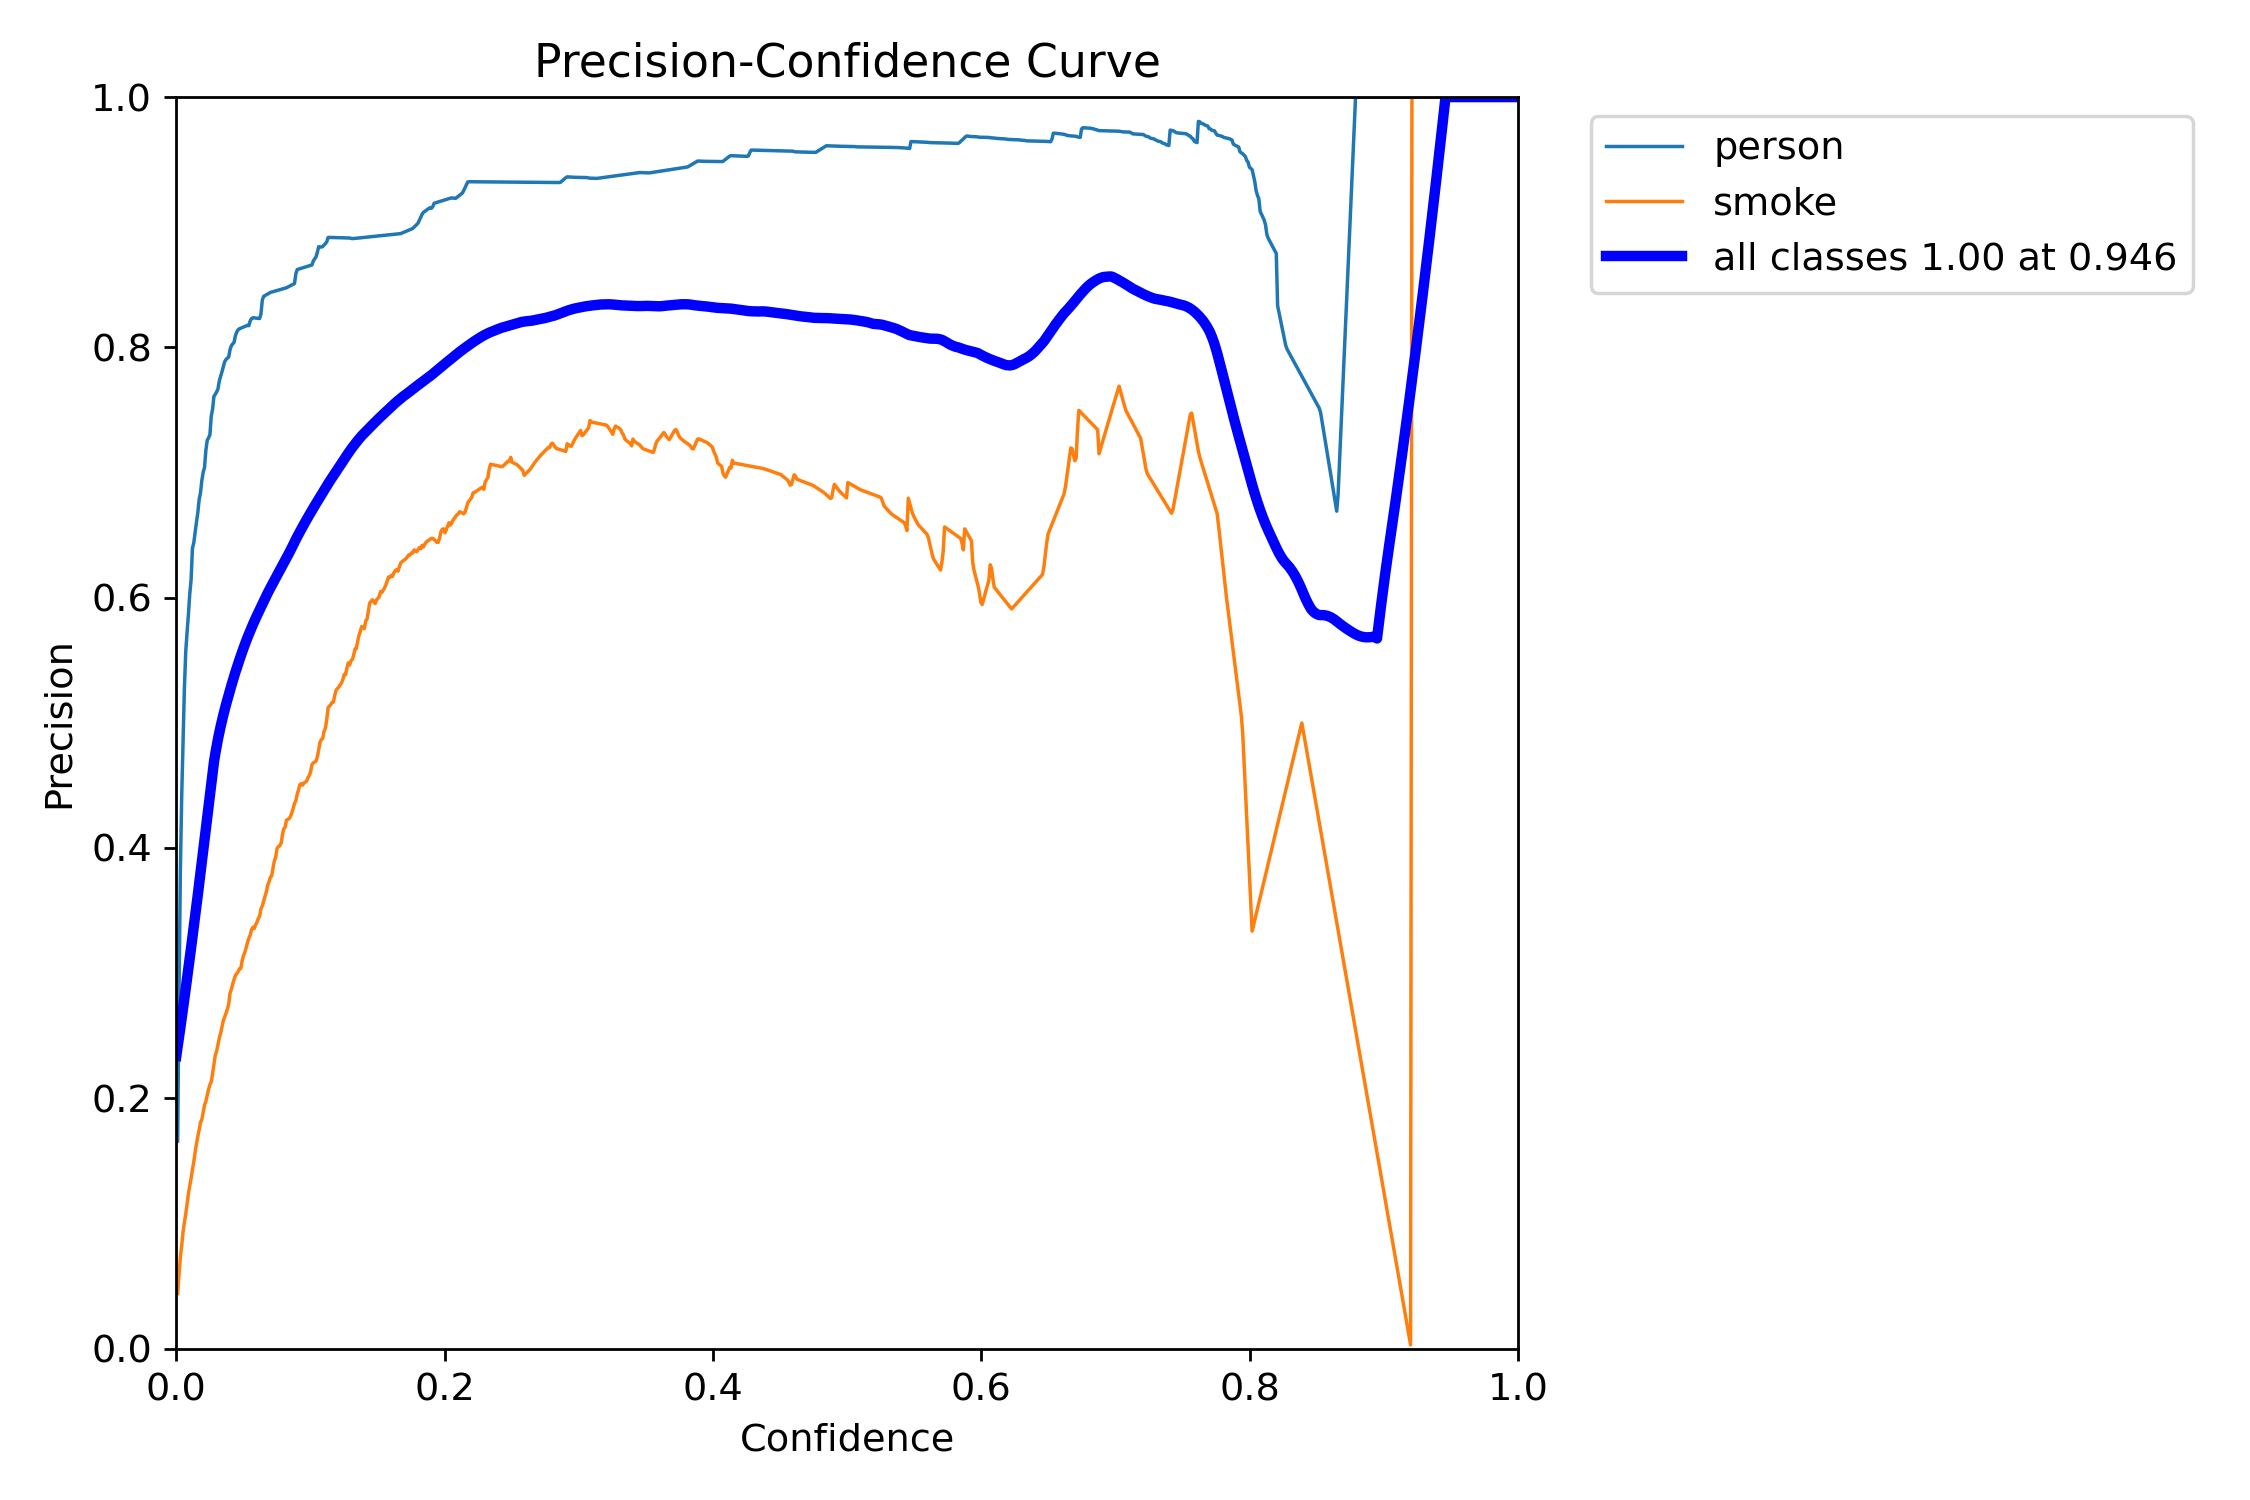 Precision-Confidence Curve
1.0
0.8
0.6
0.4
0.2
0.0
Precision
0.0 0.2 0.4 0.6 0.8 1.0
Confidence
person
smoke
all classes 1.00 at 0.946